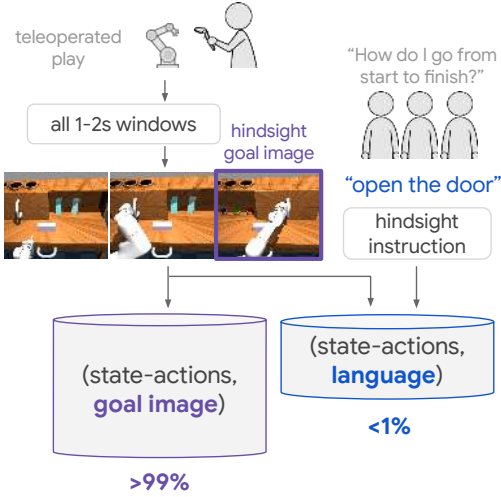 teleoperated
play
“How do I go from
start to finish?”
all 1-2s windows
hindsight
goal image
“open the door”
hindsight
instruction
(state-actions,
goal image)
(state-actions,
language)
<1%
>99%